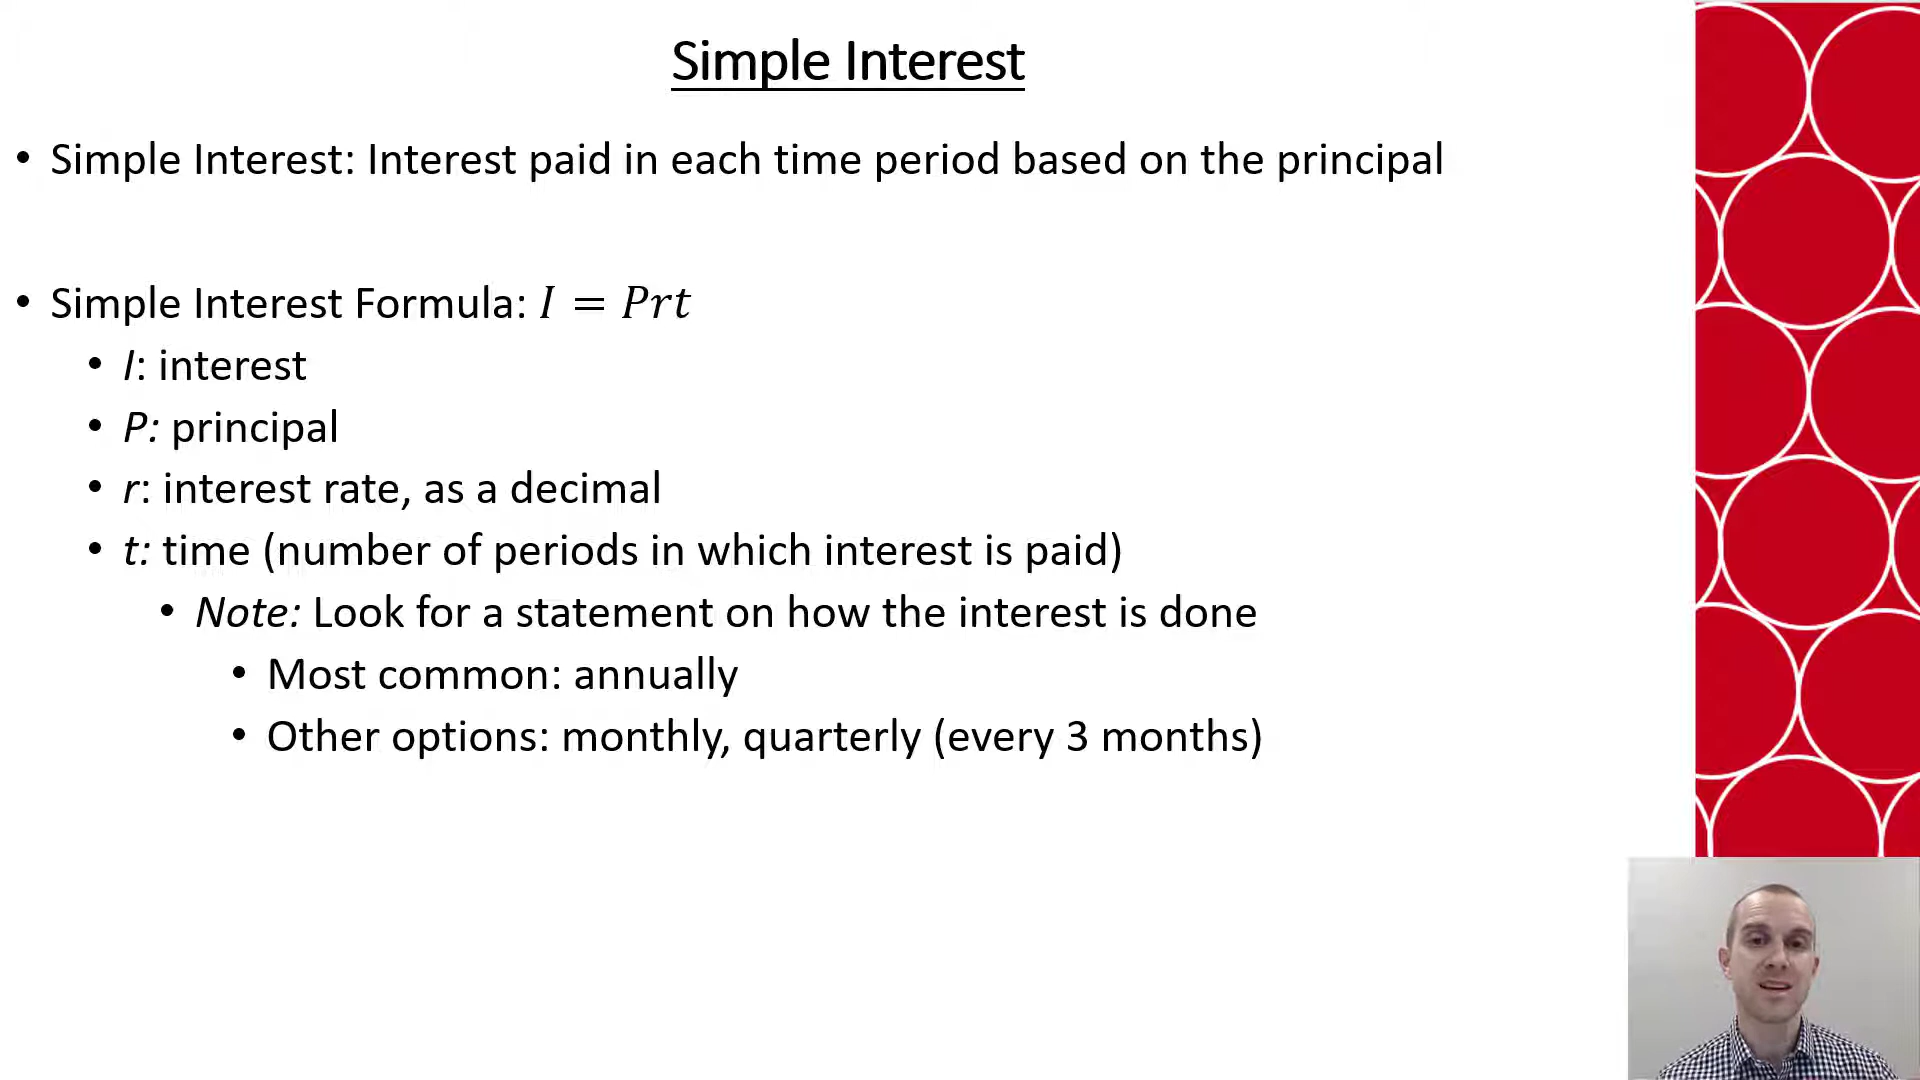 Simple Interest
• Simple Interest: Interest paid in each time period based on the principal
• Simple Interest Formula: I = Prt
• I: interest
• P: principal
• r: interest rate, as a decimal
• t: time (number of periods in which interest is paid)
• Note: Look for a statement on how the interest is done
• Most common: annually
• Other options: monthly, quarterly (every 3 months)